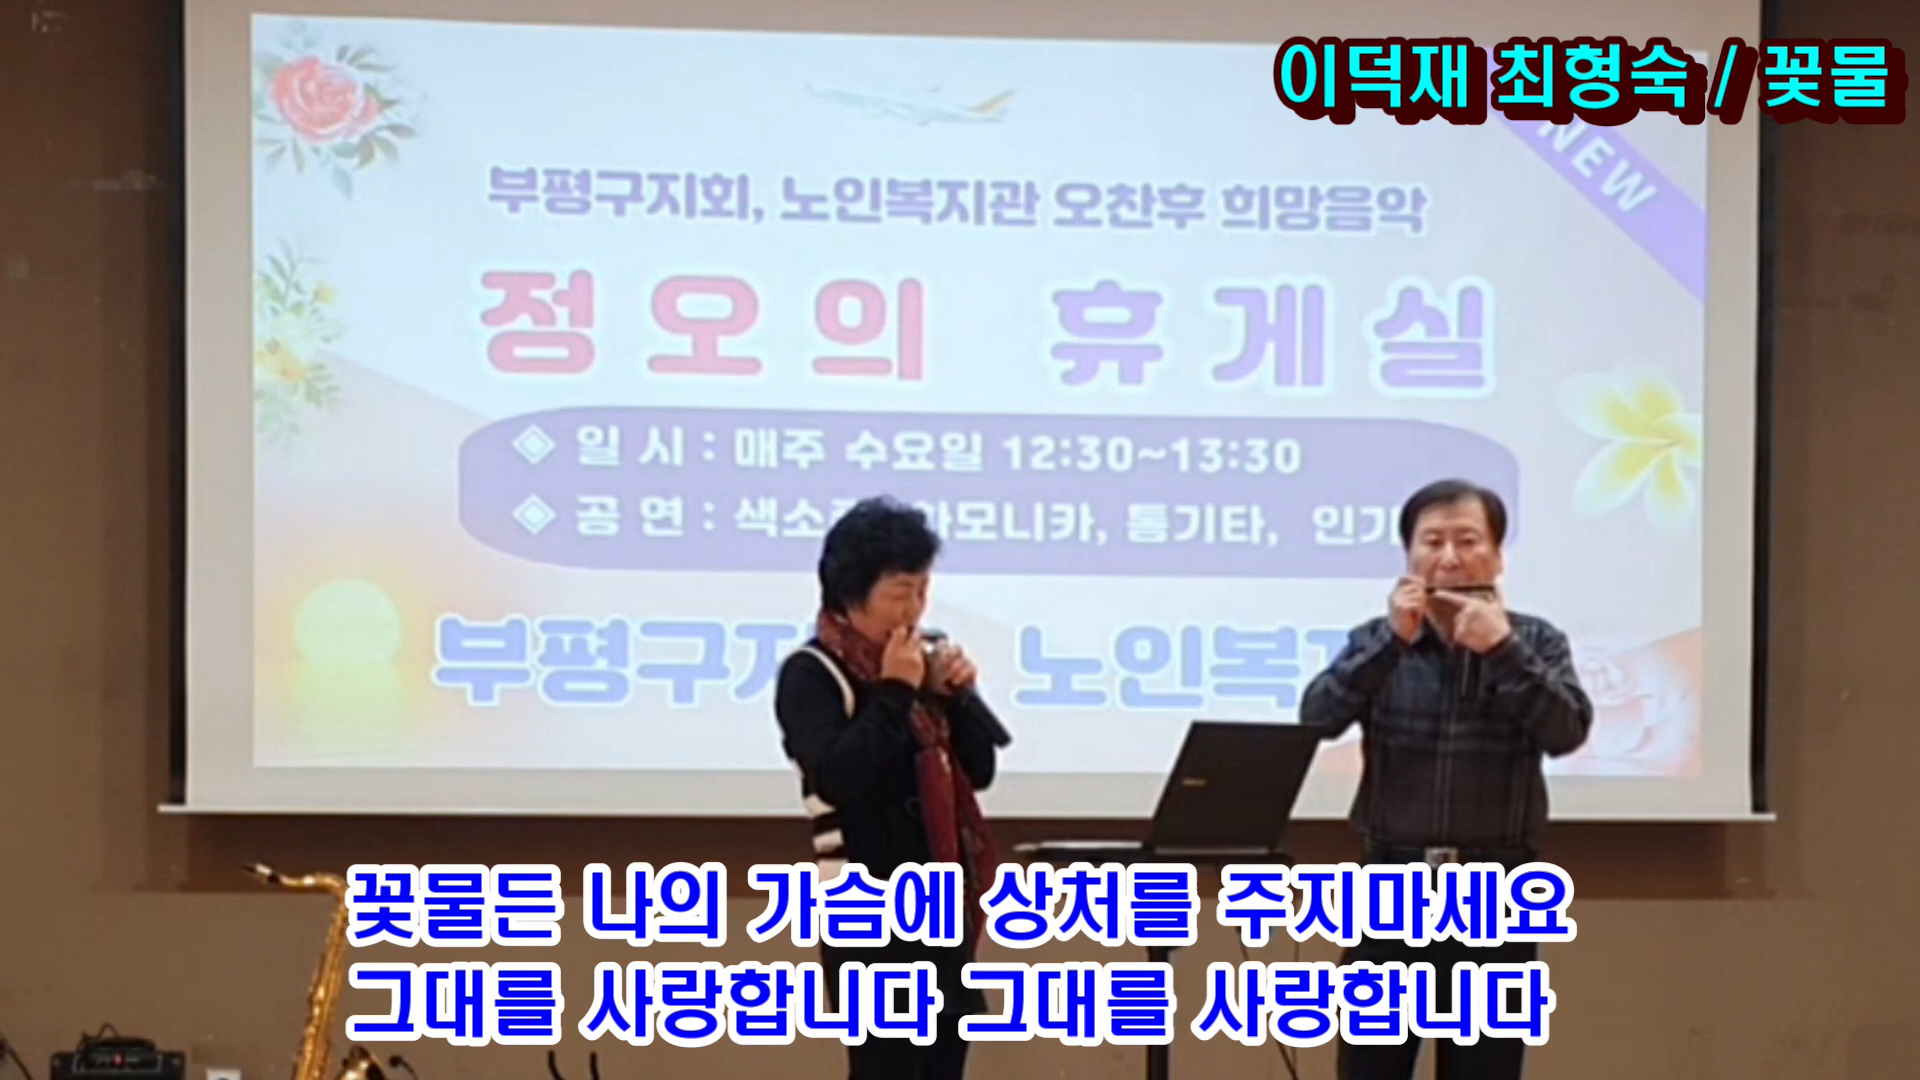 이덕재 최형숙 / 꽃물
NEW
부평구지회, 노인복지관 오찬후 희망음악
정오의 휴게실
◈ 일 시 : 매주 수요일 12:30~13:30
◈ 공 연 : 색소 하모니카, 통기타, 인기
부평구지 노인복지
꽃물든 나의 가슴에 상처를 주지마세요
그대를 사랑합니다 그대를 사랑합니다